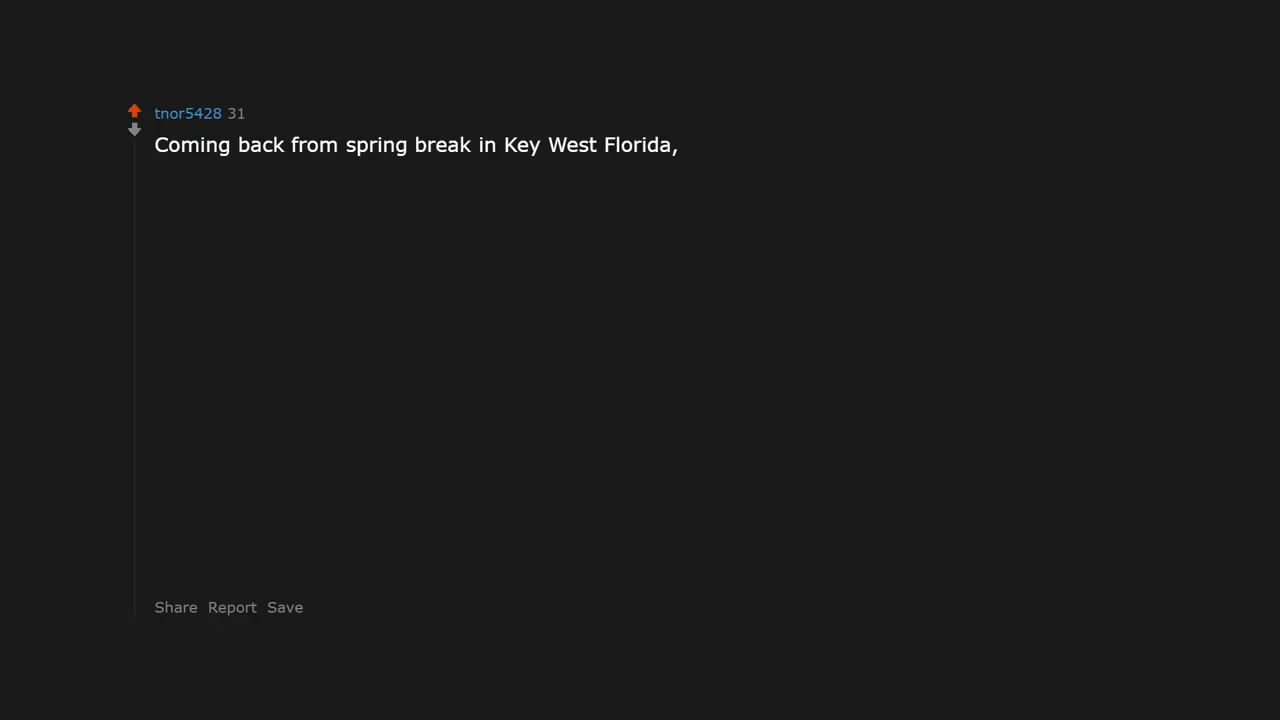 tnor5428 31
Coming back from spring break in Key West Florida,
Share Report Save